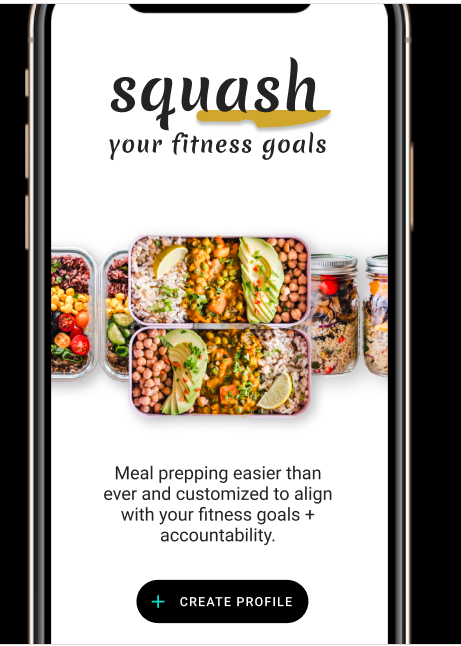 squash
your fitness goals
Meal prepping easier than
ever and customized to align
with your fitness goals +
accountability.
+ CREATE PROFILE